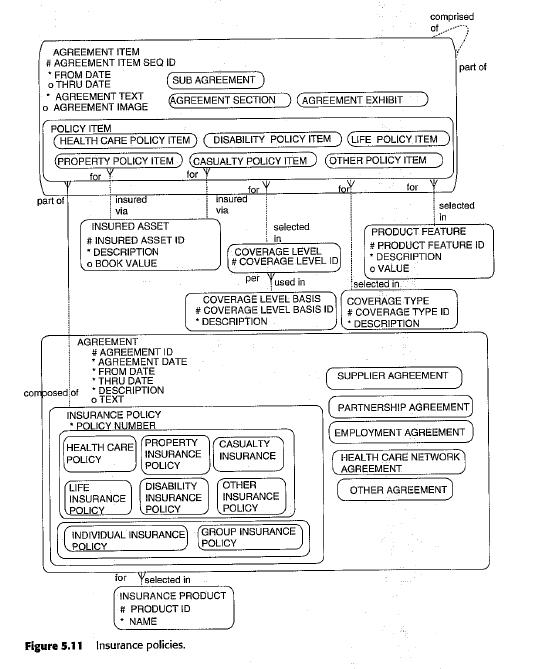 comprised
of
part of
AGREEMENT ITEM
# AGREEMENT ITEM SEQ ID
* FROM DATE
o THRU DATE
* AGREEMENT TEXT
o AGREEMENT IMAGE
SUB AGREEMENT
AGREEMENT SECTION
AGREEMENT EXHIBIT
POLICY ITEM
HEALTH CARE POLICY ITEM
DISABILITY POLICY ITEM
LIFE POLICY ITEM
PROPERTY POLICY ITEM
CASUALTY POLICY ITEM
OTHER POLICY ITEM
for
for
for
for
for
part of
insured
via
insured
via
selected
in
selected
in
INSURED ASSET
# INSURED ASSET ID
* DESCRIPTION
o BOOK VALUE
PRODUCT FEATURE
# PRODUCT FEATURE ID
* DESCRIPTION
o VALUE
COVERAGE LEVEL
# COVERAGE LEVEL ID
per
used in
selected in
COVERAGE LEVEL BASIS
# COVERAGE LEVEL BASIS ID
* DESCRIPTION
COVERAGE TYPE
# COVERAGE TYPE ID
* DESCRIPTION
AGREEMENT
# AGREEMENT ID
* AGREEMENT DATE
* FROM DATE
* THRU DATE
* DESCRIPTION
o TEXT
composed of
SUPPLIER AGREEMENT
PARTNERSHIP AGREEMENT
EMPLOYMENT AGREEMENT
HEALTH CARE NETWORK
AGREEMENT
OTHER AGREEMENT
INSURANCE POLICY
* POLICY NUMBER
HEALTH CARE
POLICY
PROPERTY
INSURANCE
POLICY
CASUALTY
INSURANCE
LIFE
INSURANCE
POLICY
DISABILITY
INSURANCE
POLICY
OTHER
INSURANCE
POLICY
INDIVIDUAL INSURANCE
POLICY
GROUP INSURANCE
POLICY
for
selected in
INSURANCE PRODUCT
# PRODUCT ID
* NAME
Figure 5.11 Insurance policies.